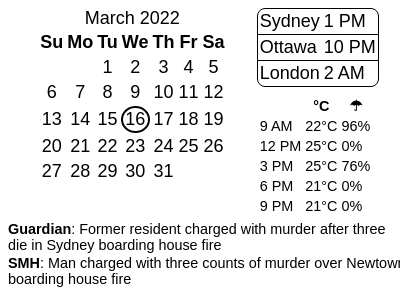 March 2022
Su Mo Tu We Th Fr Sa
1 2 3 4 5
6 7 8 9 10 11 12
13 14 15 16 17 18 19
20 21 22 23 24 25 26
27 28 29 30 31
Sydney 1 PM
Ottawa 10 PM
London 2 AM
°C ☂
9 AM 22°C 96%
12 PM 25°C 0%
3 PM 25°C 76%
6 PM 21°C 0%
9 PM 21°C 0%
Guardian: Former resident charged with murder after three
die in Sydney boarding house fire
SMH: Man charged with three counts of murder over Newtown
boarding house fire